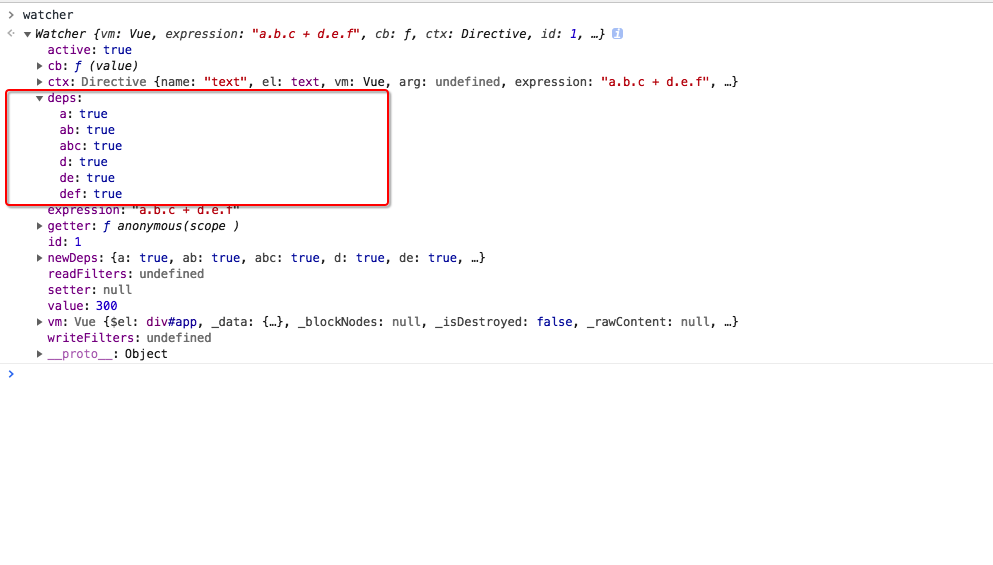 watcher
Watcher {vm: Vue, expression: "a.b.c + d.e.f", cb: ƒ, ctx: Directive, id: 1, …} i
active: true
cb: ƒ (value)
ctx: Directive {name: "text", el: text, vm: Vue, arg: undefined, expression: "a.b.c + d.e.f", …}
deps:
a: true
ab: true
abc: true
d: true
de: true
def: true
expression: "a.b.c + d.e.f"
getter: ƒ anonymous(scope )
id: 1
newDeps: {a: true, ab: true, abc: true, d: true, de: true, …}
readFilters: undefined
setter: null
value: 300
vm: Vue {$el: div#app, _data: {…}, _blockNodes: null, _isDestroyed: false, _rawContent: null, …}
writeFilters: undefined
__proto__: Object